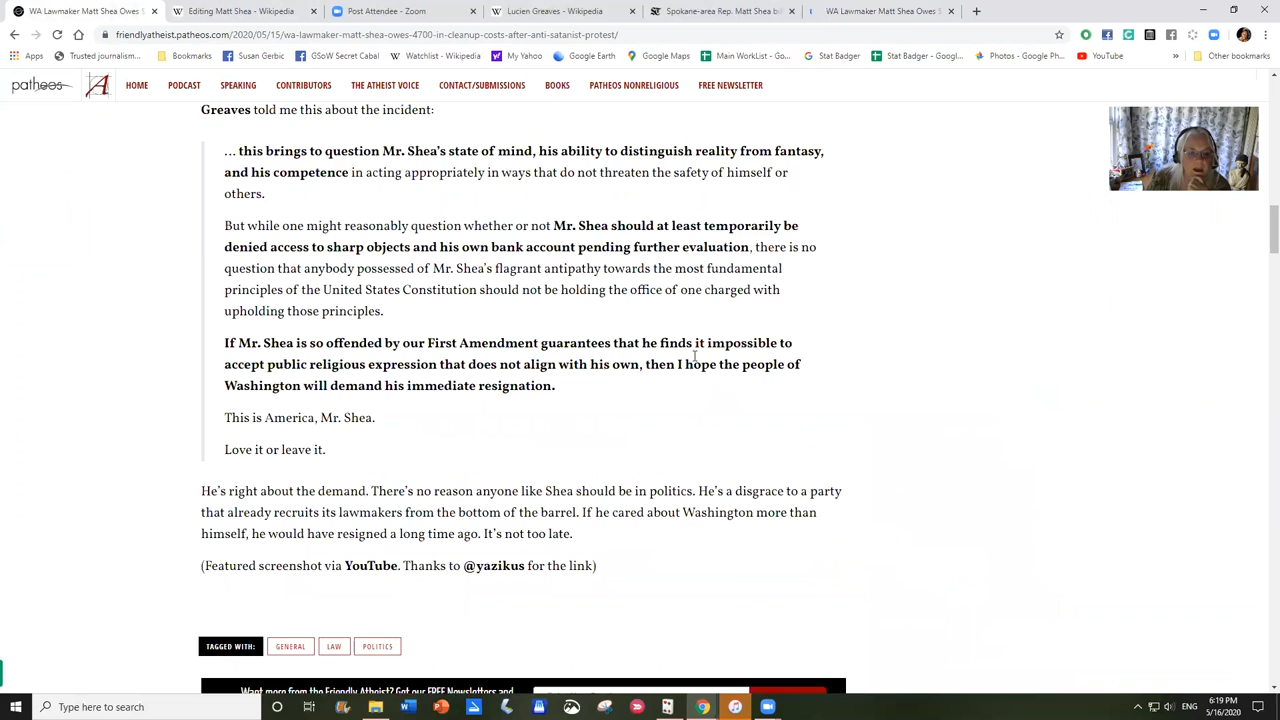 WA Lawmaker Matt Shea Owes S
Editing Matt Shea - Wikipedia
Post Attendee - Zoom
Lucien Greaves - Wikipedia
Spokane-area Rep. Matt Shea bil
WA Lawmaker Matt Shea Owes S
friendlyatheist.patheos.com/2020/05/15/wa-lawmaker-matt-shea-owes-4700-in-cleanup-costs-after-anti-satanist-protest/
Apps
Trusted journalism...
Bookmarks
Susan Gerbic
GSoW Secret Cabal
Watchlist - Wikipedia
My Yahoo
Google Earth
Google Maps
Main WorkList - Go...
Stat Badger
Stat Badger - Googl...
Photos - Google Ph...
YouTube
»
Other bookmarks
patheos
A
HOME
PODCAST
SPEAKING
CONTRIBUTORS
THE ATHEIST VOICE
CONTACT/SUBMISSIONS
BOOKS
PATHEOS NONRELIGIOUS
FREE NEWSLETTER
Greaves told me this about the incident:
… this brings to question Mr. Shea's state of mind, his ability to distinguish reality from fantasy,
and his competence in acting appropriately in ways that do not threaten the safety of himself or
others.
But while one might reasonably question whether or not Mr. Shea should at least temporarily be
denied access to sharp objects and his own bank account pending further evaluation, there is no
question that anybody possessed of Mr. Shea's flagrant antipathy towards the most fundamental
principles of the United States Constitution should not be holding the office of one charged with
upholding those principles.
If Mr. Shea is so offended by our First Amendment guarantees that he finds it impossible to
accept public religious expression that does not align with his own, then I hope the people of
Washington will demand his immediate resignation.
This is America, Mr. Shea.
Love it or leave it.
He's right about the demand. There's no reason anyone like Shea should be in politics. He's a disgrace to a party
that already recruits its lawmakers from the bottom of the barrel. If he cared about Washington more than
himself, he would have resigned a long time ago. It's not too late.
(Featured screenshot via YouTube. Thanks to @yazikus for the link)
TAGGED WITH:
GENERAL
LAW
POLITICS
Want more from the Friendly Atheist? Get our FREE Newsletters and
Type here to search
ENG
6:19 PM
5/16/2020